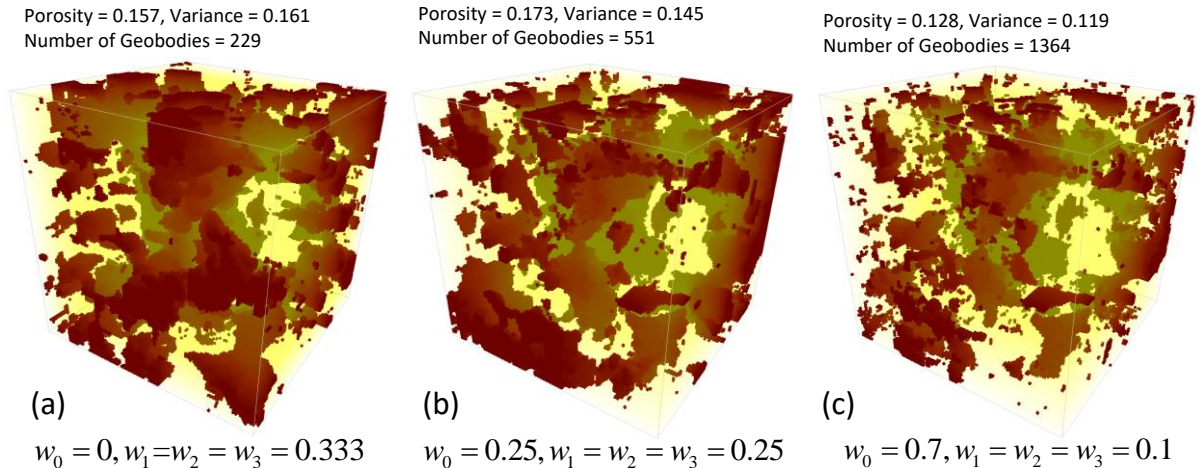 Porosity = 0.157, Variance = 0.161
Number of Geobodies = 229
Porosity = 0.173, Variance = 0.145
Number of Geobodies = 551
Porosity = 0.128, Variance = 0.119
Number of Geobodies = 1364
(a)
(b)
(c)
w₀ = 0, w₁=w₂ = w₃ = 0.333
w₀ = 0.25, w₁ = w₂ = w₃ = 0.25
w₀ = 0.7, w₁ = w₂ = w₃ = 0.1